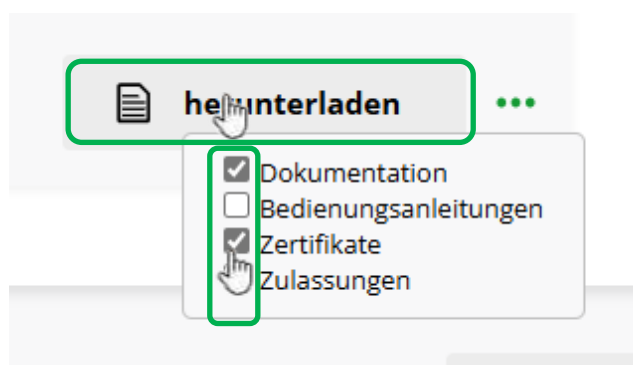 herunterladen
Dokumentation
Bedienungsanleitungen
Zertifikate
Zulassungen